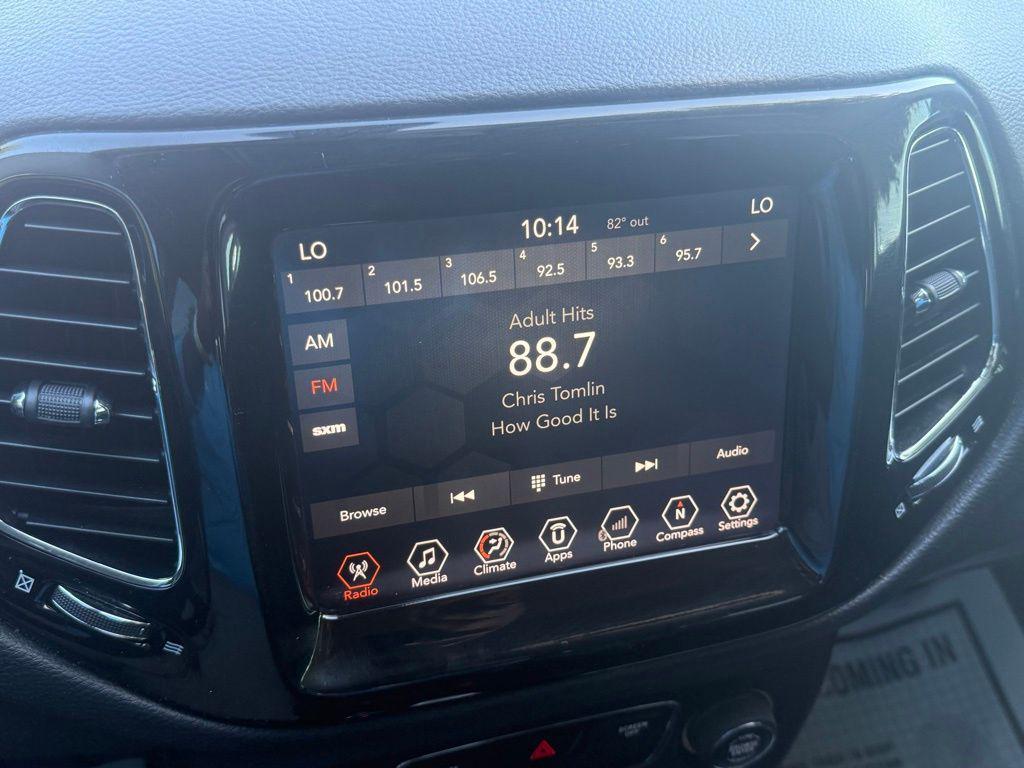 LO 10:14 82° out LO
1 100.7 2 101.5 3 106.5 4 92.5 5 93.3 6 95.7
Adult Hits
AM
88.7
FM
Chris Tomlin
sxm
How Good It Is
Browse Tune Audio
Radio Media Climate Apps Phone N Compass Settings
COMING IN
SCREEN
OFF